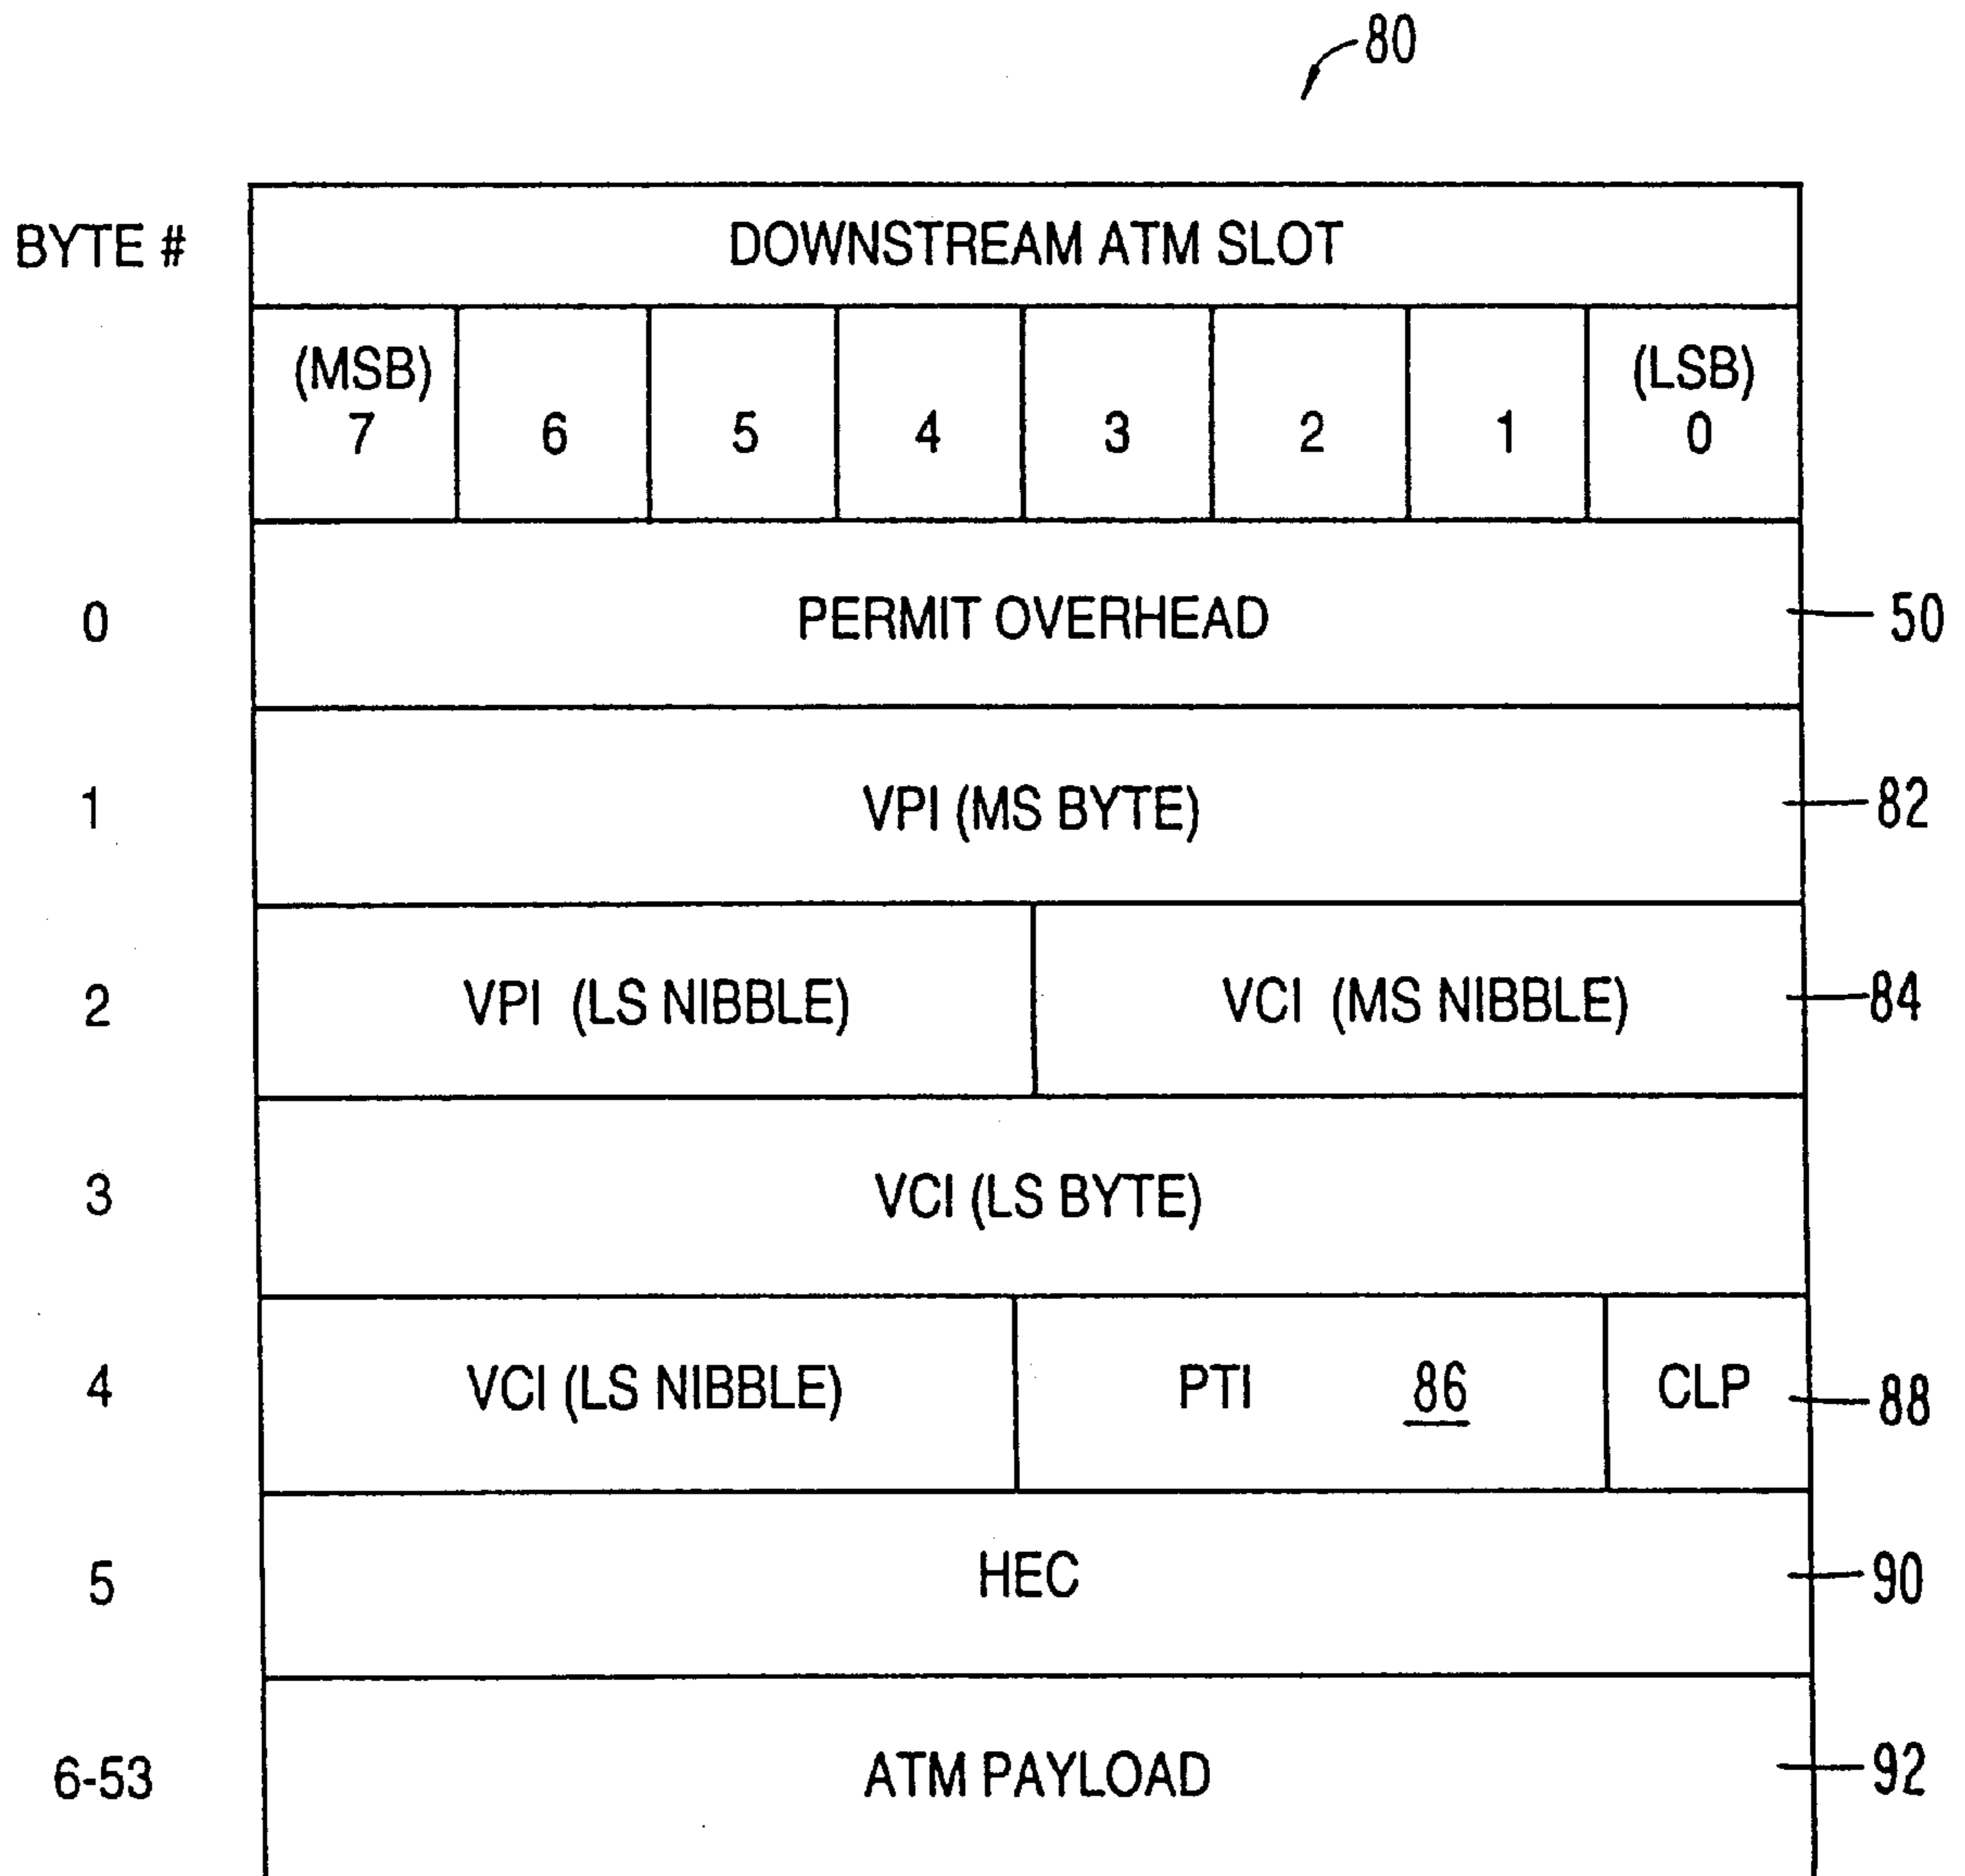 80
BYTE # DOWNSTREAM ATM SLOT
(MSB) (LSB)
7 6 5 4 3 2 1 0
0 PERMIT OVERHEAD 50
1 VPI (MS BYTE) 82
2 VPI (LS NIBBLE) VCI (MS NIBBLE) 84
3 VCI (LS BYTE)
4 VCI (LS NIBBLE) PTI 86 CLP 88
5 HEC 90
6-53 ATM PAYLOAD 92